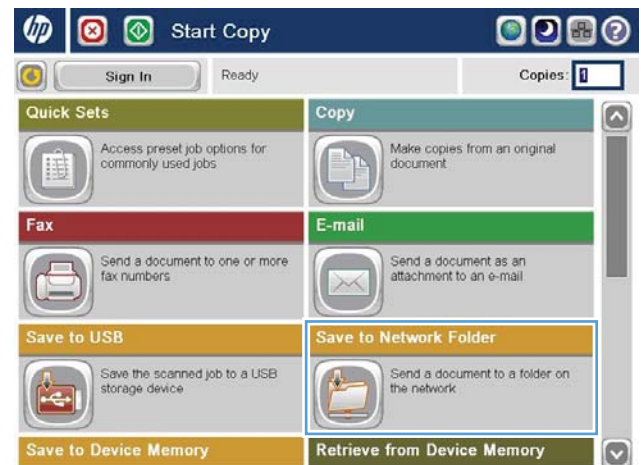 hp
Start Copy
?
Sign In
Ready
Copies: 1
Quick Sets
Copy
Access preset job options for
commonly used jobs
Make copies from an original
document
Fax
E-mail
Send a document to one or more
fax numbers
Send a document as an
attachment to an e-mail
Save to USB
Save to Network Folder
Save the scanned job to a USB
storage device
Send a document to a folder on
the network
Save to Device Memory
Retrieve from Device Memory